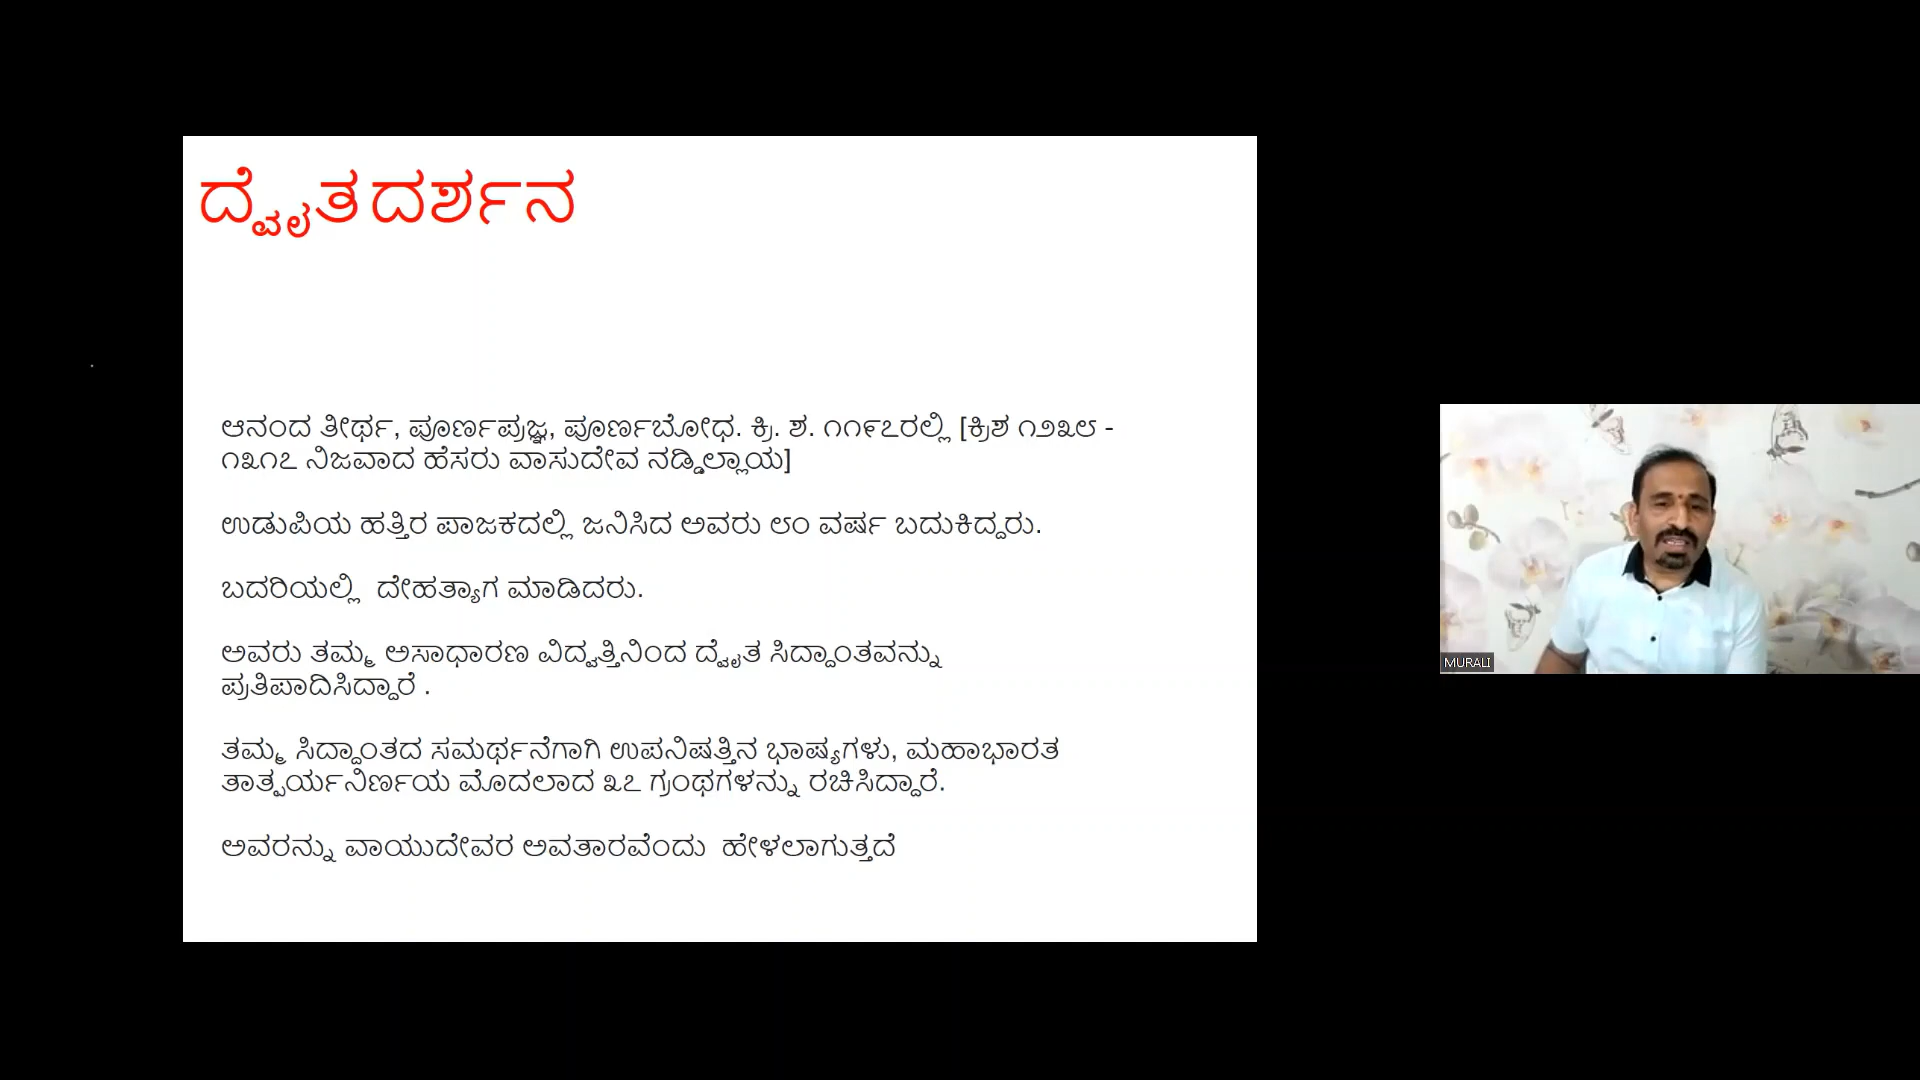 ದ್ವೈತದರ್ಶನ
ಆನಂದ ತೀರ್ಥ, ಪೂರ್ಣಪ್ರಜ್ಞ, ಪೂರ್ಣಬೋಧ. ಕ್ರಿ. ಶ. ೧೧೯೭ರಲ್ಲಿ [ಕ್ರಿಶ ೧೨೩೮ -
೧೩೧೭ ನಿಜವಾದ ಹೆಸರು ವಾಸುದೇವ ನಡ್ಡಿಲ್ಲಾಯ]
ಉಡುಪಿಯ ಹತ್ತಿರ ಪಾಜಕದಲ್ಲಿ ಜನಿಸಿದ ಅವರು ೮೦ ವರ್ಷ ಬದುಕಿದ್ದರು.
ಬದರಿಯಲ್ಲಿ ದೇಹತ್ಯಾಗ ಮಾಡಿದರು.
ಅವರು ತಮ್ಮ ಅಸಾಧಾರಣ ವಿದ್ವತ್ತಿನಿಂದ ದ್ವೈತ ಸಿದ್ದಾಂತವನ್ನು
ಪ್ರತಿಪಾದಿಸಿದ್ದಾರೆ .
ತಮ್ಮ ಸಿದ್ದಾಂತದ ಸಮರ್ಥನೆಗಾಗಿ ಉಪನಿಷತ್ತಿನ ಭಾಷ್ಯಗಳು, ಮಹಾಭಾರತ
ತಾತ್ಪರ್ಯನಿರ್ಣಯ ಮೊದಲಾದ ೩೭ ಗ್ರಂಥಗಳನ್ನು ರಚಿಸಿದ್ದಾರೆ.
ಅವರನ್ನು ವಾಯುದೇವರ ಅವತಾರವೆಂದು ಹೇಳಲಾಗುತ್ತದೆ
MURALI